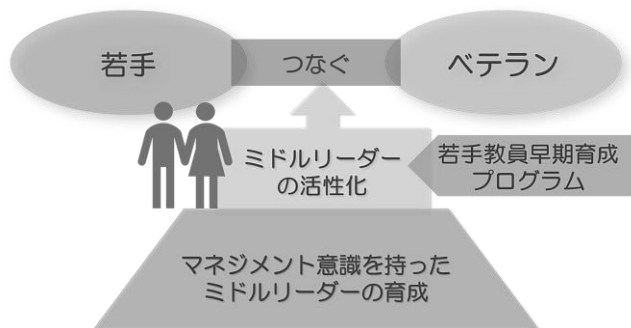 若手
つなぐ
ベテラン
ミドルリーダー
の活性化
若手教員早期育成
プログラム
マネジメント意識を持った
ミドルリーダーの育成